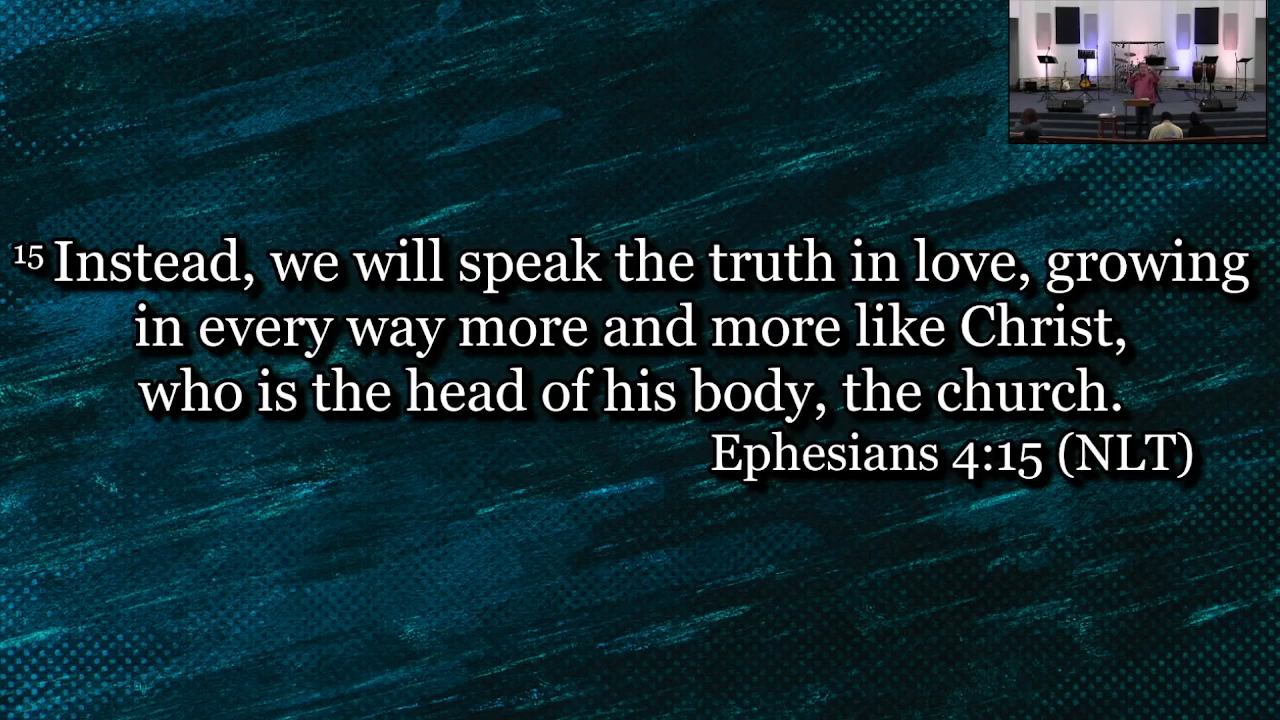 15 Instead, we will speak the truth in love, growing
in every way more and more like Christ,
who is the head of his body, the church.
Ephesians 4:15 (NLT)